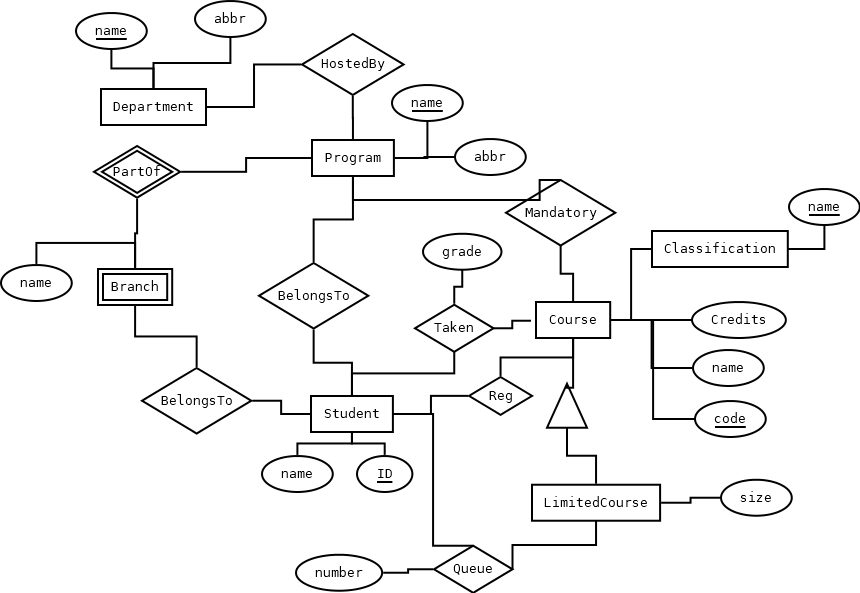 name
abbr
HostedBy
Department
name
Program
abbr
PartOf
Mandatory
name
Classification
grade
name
Branch
BelongsTo
Taken
Course
Credits
name
BelongsTo
Student
Reg
code
name
ID
LimitedCourse
size
number
Queue